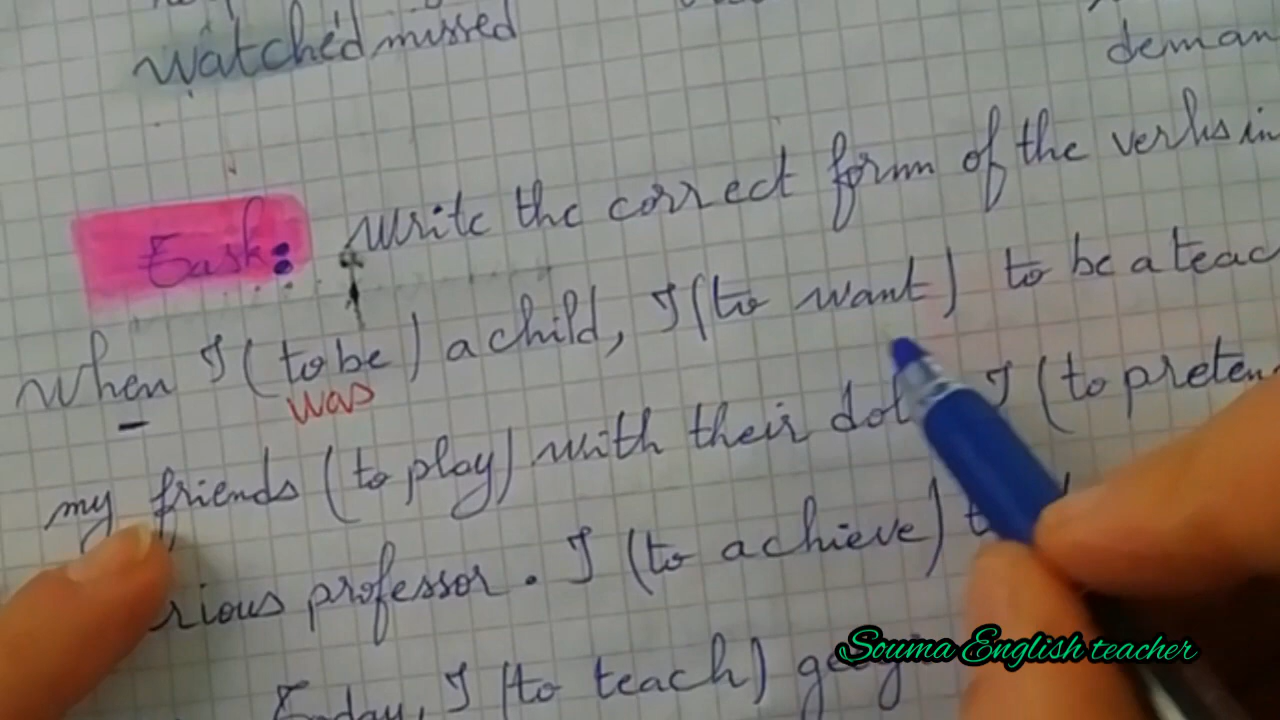 watched missed
deman
Task: Write the correct form of the verbs in
When I (to be) a child, I (to want) to be a teac
was
my friends (to play) with their dol I (to preten
rious professor. I (to achieve) t
Today, I (to teach)
Souma English teacher